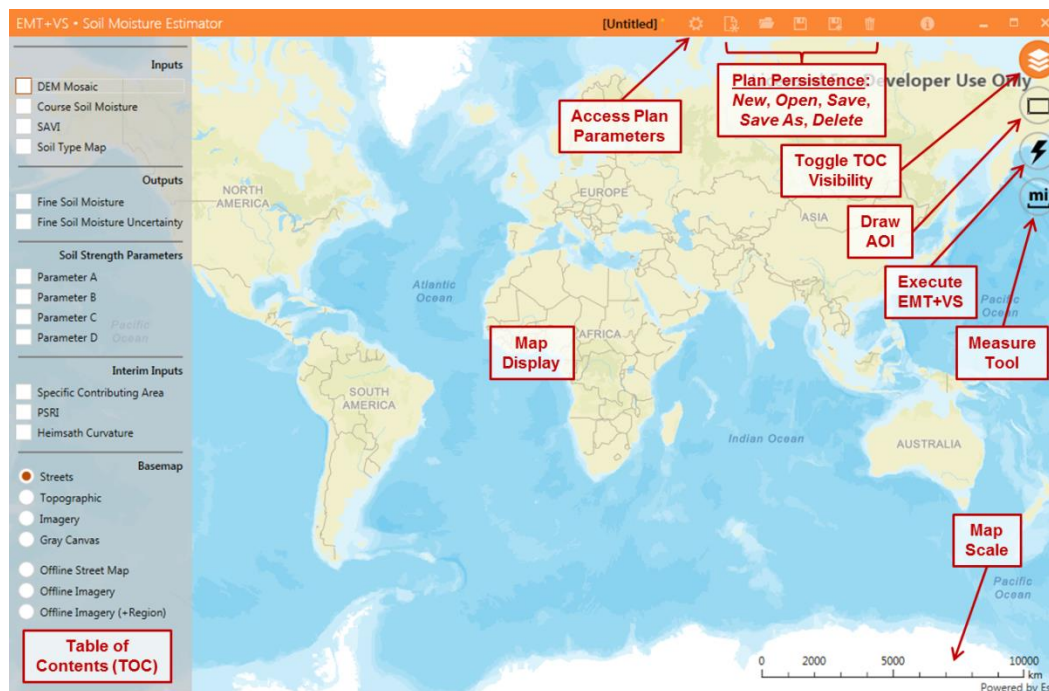 EMT+VS • Soil Moisture Estimator
[Untitled] *
Inputs
DEM Mosaic
Course Soil Moisture
SAVI
Soil Type Map
Outputs
Fine Soil Moisture
Fine Soil Moisture Uncertainty
Soil Strength Parameters
Parameter A
Parameter B
Parameter C
Parameter D
Interim Inputs
Specific Contributing Area
PSRI
Heimsath Curvature
Basemap
Streets
Topographic
Imagery
Gray Canvas
Offline Street Map
Offline Imagery
Offline Imagery (+Region)
Table of
Contents (TOC)
Access Plan
Parameters
Plan Persistence:
New, Open, Save,
Save As, Delete
Developer Use Only
Toggle TOC
Visibility
Draw
AOI
mi
Execute
EMT+VS
Measure
Tool
Map
Display
Map
Scale
NORTH
AMERICA
EUROPE
ASIA
Atlantic
Ocean
Pacific
Ocean
Pacific
Ocean
AFRICA
SOUTH
AMERICA
Indian Ocean
AUSTRALIA
Pacific
Ocean
0 2000 5000 10000
km
Powered by Es